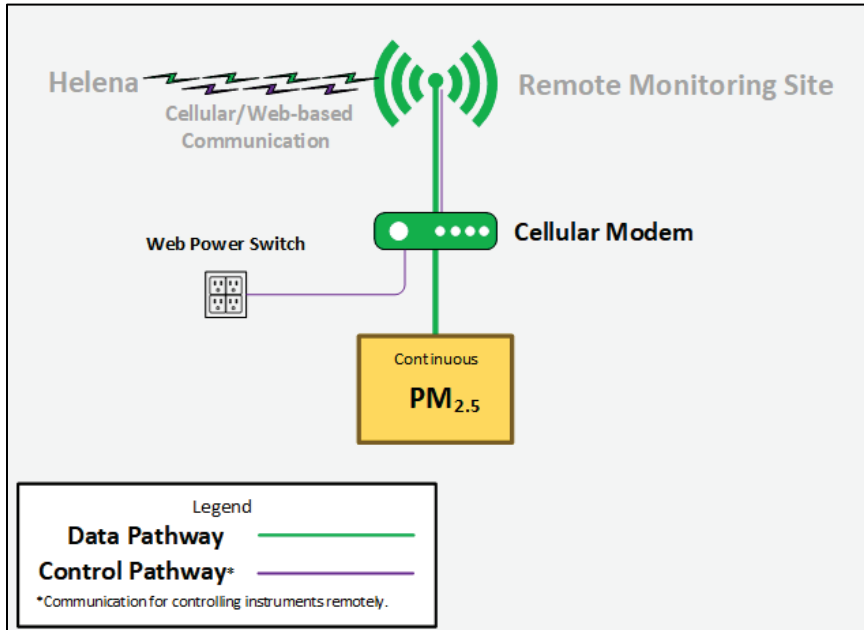 Helena
Remote Monitoring Site
Cellular/Web-based
Communication
Cellular Modem
Web Power Switch
Continuous
PM2.5
Legend
Data Pathway
Control Pathway*
*Communication for controlling instruments remotely.